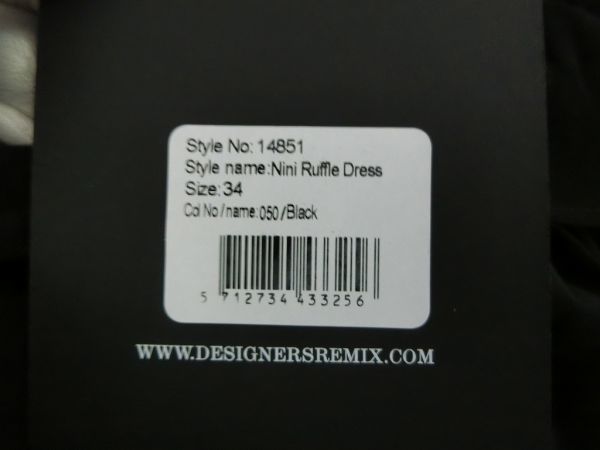 Style No: 14851
Style name:Nini Ruffle Dress
Size:34
Col No/name:050/Black
5 712734 433256
WWW.DESIGNERSREMIX.COM